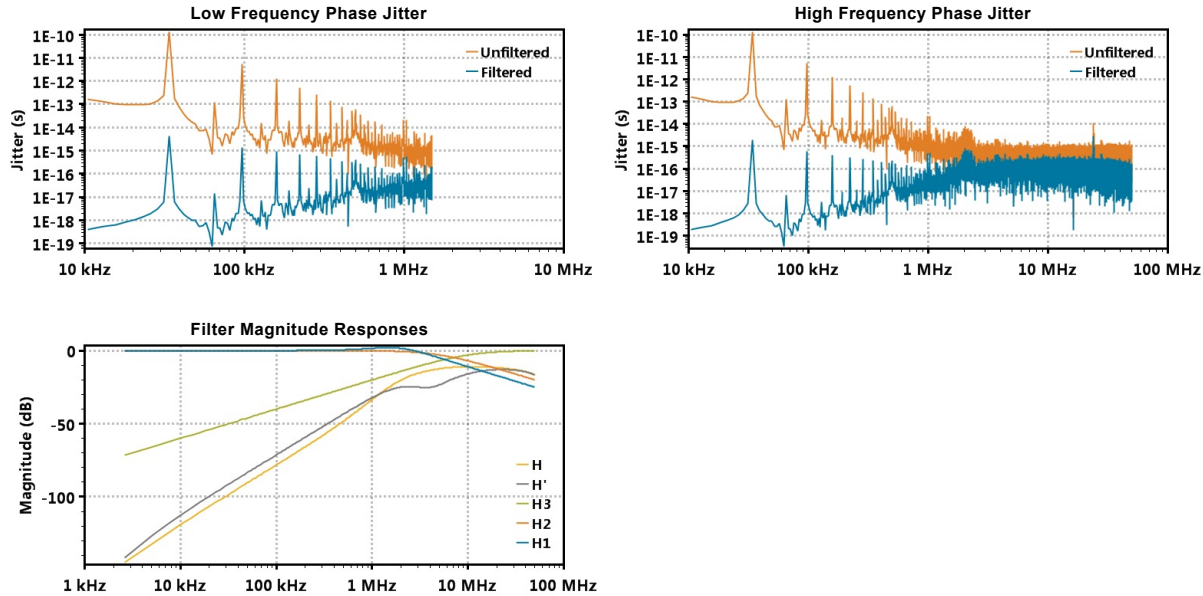 Low Frequency Phase Jitter
1E-10
1E-11
1E-12
1E-13
1E-14
1E-15
1E-16
1E-17
1E-18
1E-19
Jitter (s)
Unfiltered
Filtered
10 kHz 100 kHz 1 MHz 10 MHz
High Frequency Phase Jitter
1E-10
1E-11
1E-12
1E-13
1E-14
1E-15
1E-16
1E-17
1E-18
1E-19
Jitter (s)
Unfiltered
Filtered
10 kHz 100 kHz 1 MHz 10 MHz 100 MHz
Filter Magnitude Responses
0
-50
-100
Magnitude (dB)
H
H'
H3
H2
H1
1 kHz 10 kHz 100 kHz 1 MHz 10 MHz 100 MHz